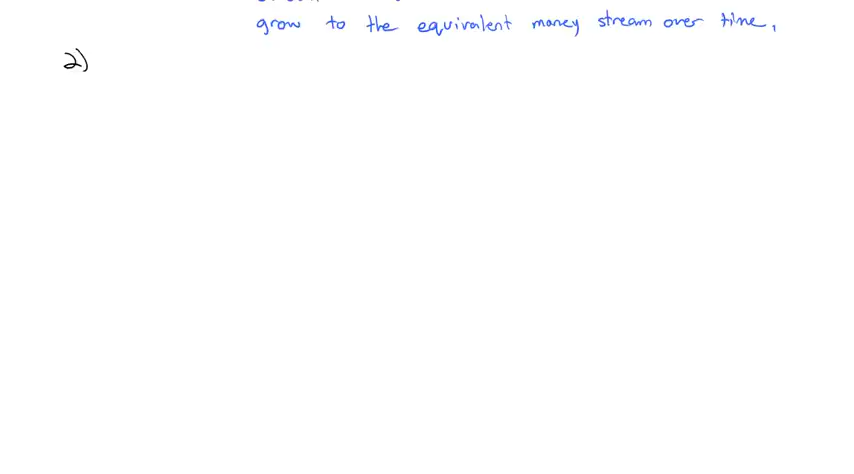 grow to the equivalent money stream over time,
2)